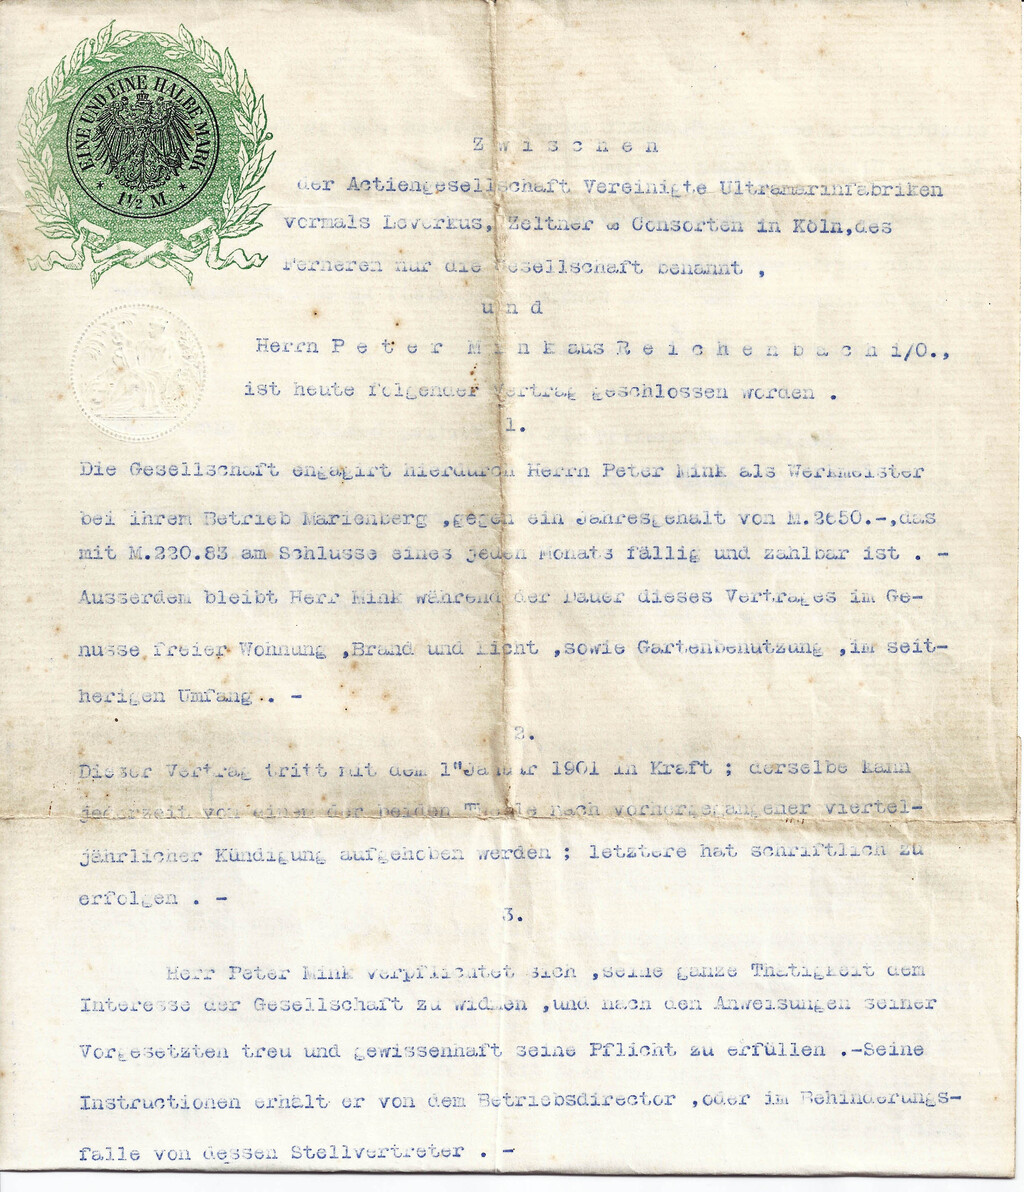 EINE UND EINE HALBE MARK
1 1/2 M.
Zwischen
der Actiengesellschaft Vereinigte Ultramarinfabriken
vormals Leverkus, Zeltner & Consorten in Köln,des
Ferneren nur die Gesellschaft benannt ,
und
Herrn Peter Mink aus Reichenbach i/O.,
ist heute folgender Vertrag geschlossen worden .
1.
Die Gesellschaft engagirt hierdurch Herrn Peter Mink als Werkmeister
bei ihrem Betrieb Marienberg ,gegen ein Jahresgehalt von M.2650.-,das
mit M.220.83 am Schlusse eines jeden Monats fällig und zahlbar ist . -
Ausserdem bleibt Herr Mink während der Dauer dieses Vertrages im Ge-
nusse freier Wohnung ,Brand und Licht ,sowie Gartenbenutzung ,im seit-
herigen Umfang . -
2.
Dieser Vertrag tritt mit dem 1" Januar 1901 in Kraft ; derselbe kann
jederzeit von einem der beiden Theile nach vorhergegangener viertel-
jährlicher Kündigung aufgehoben werden ; letztere hat schriftlich zu
erfolgen . -
3.
Herr Peter Mink verpflichtet sich ,seine ganze Thätigkeit dem
Interesse der Gesellschaft zu widmen ,und nach den Anweisungen seiner
Vorgesetzten treu und gewissenhaft seine Pflicht zu erfüllen .-Seine
Instructionen erhält er von dem Betriebsdirector ,oder im Behinderungs-
falle von dessen Stellvertreter . -